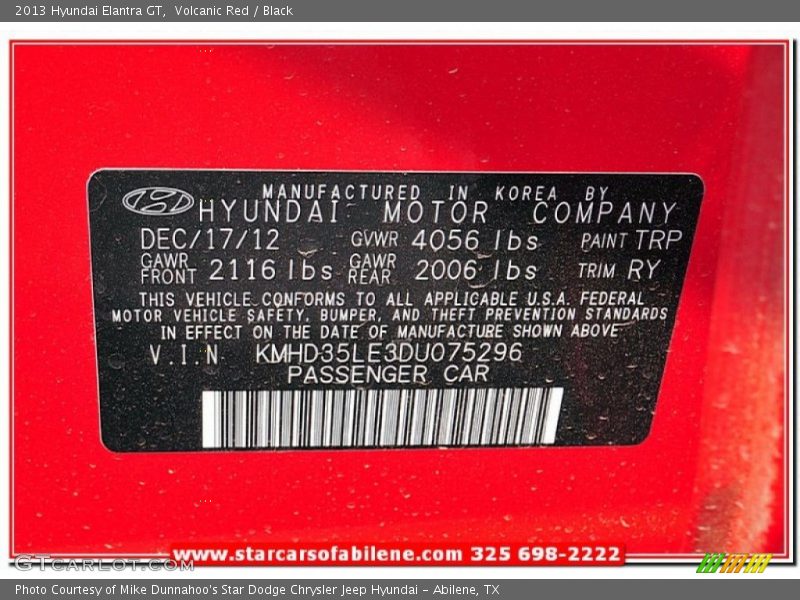 2013 Hyundai Elantra GT, Volcanic Red / Black
MANUFACTURED IN KOREA BY
HYUNDAI MOTOR COMPANY
DEC/17/12 GVWR 4056 lbs PAINT TRP
GAWR FRONT 2116 lbs GAWR REAR 2006 lbs TRIM RY
THIS VEHICLE CONFORMS TO ALL APPLICABLE U.S.A. FEDERAL
MOTOR VEHICLE SAFETY, BUMPER, AND THEFT PREVENTION STANDARDS
IN EFFECT ON THE DATE OF MANUFACTURE SHOWN ABOVE
V.I.N KMHD35LE3DU075296
PASSENGER CAR
GTCARLOT.COM
www.starcarsofabilene.com 325 698-2222
Photo Courtesy of Mike Dunnahoo's Star Dodge Chrysler Jeep Hyundai - Abilene, TX